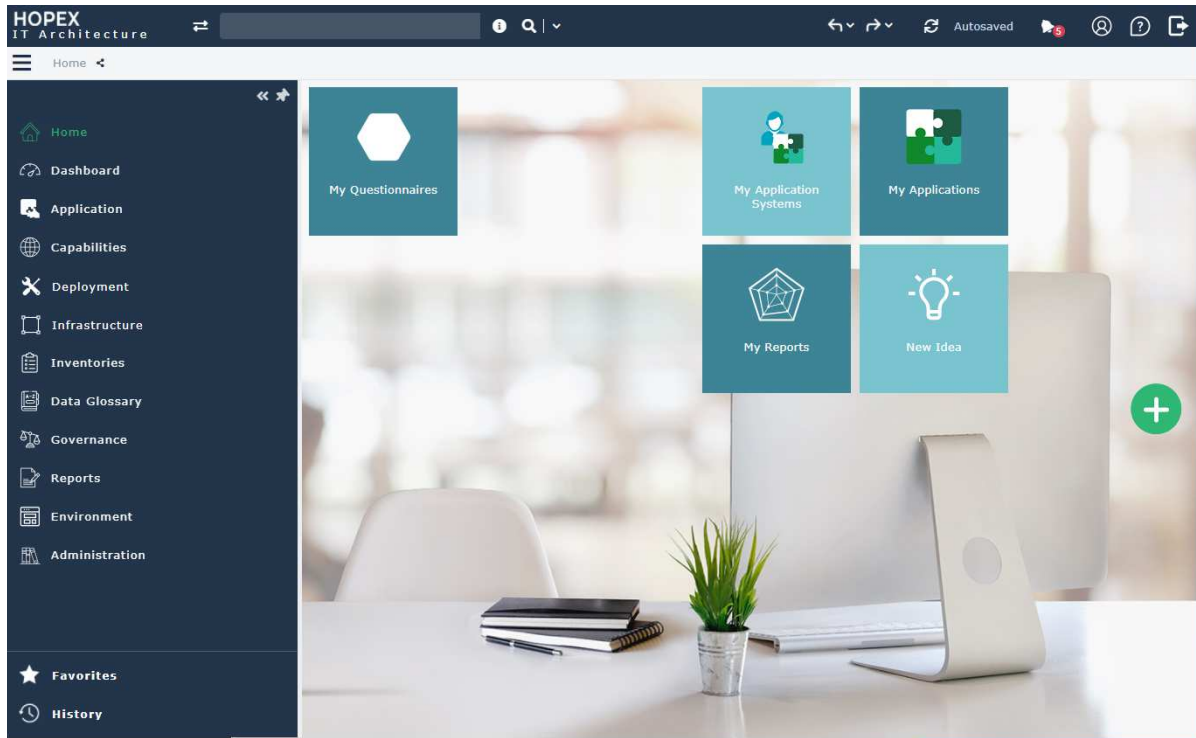 HOPEX
IT Architecture
Autosaved
5
Home
Home
Dashboard
Application
Capabilities
Deployment
Infrastructure
Inventories
Data Glossary
Governance
Reports
Environment
Administration
Favorites
History
My Questionnaires
My Application
Systems
My Applications
My Reports
New Idea